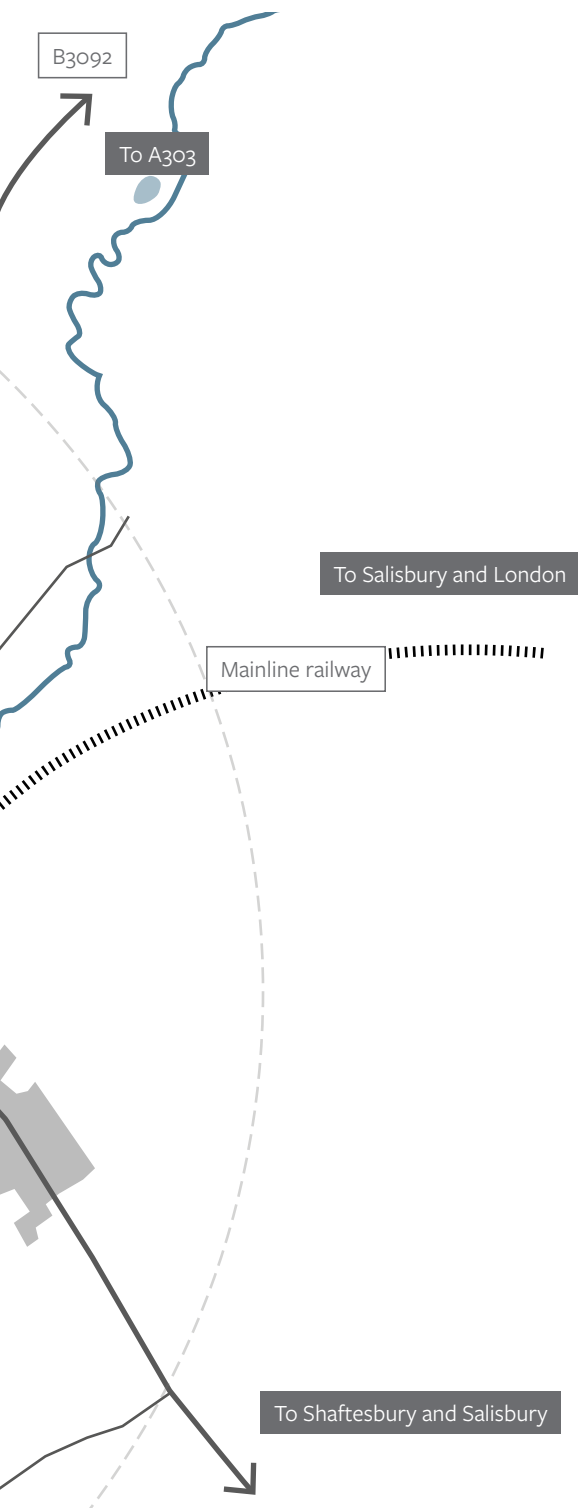 B3092
To A303
To Salisbury and London
Mainline railway
To Shaftesbury and Salisbury